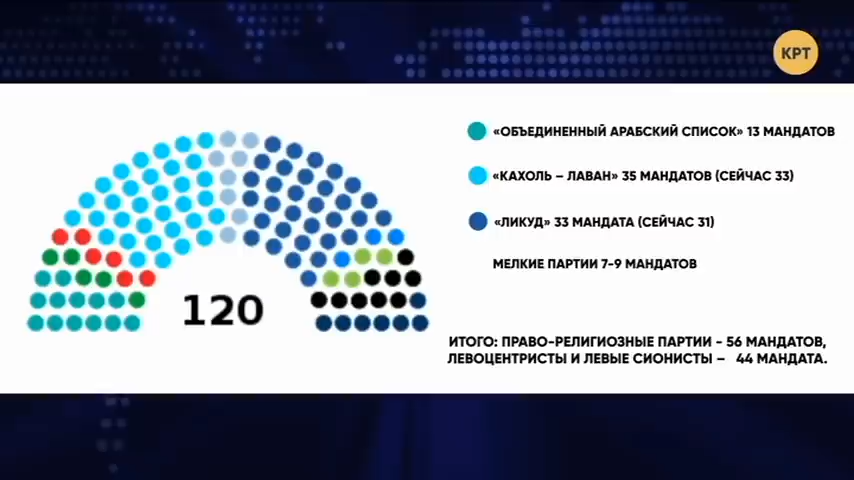 КРТ
«ОБЪЕДИНЕННЫЙ АРАБСКИЙ СПИСОК» 13 МАНДАТОВ
«КАХОЛЬ – ЛАВАН» 35 МАНДАТОВ (СЕЙЧАС 33)
«ЛИКУД» 33 МАНДАТА (СЕЙЧАС 31)
МЕЛКИЕ ПАРТИИ 7-9 МАНДАТОВ
120
ИТОГО: ПРАВО-РЕЛИГИОЗНЫЕ ПАРТИИ - 56 МАНДАТОВ,
ЛЕВОЦЕНТРИСТЫ И ЛЕВЫЕ СИОНИСТЫ – 44 МАНДАТА.